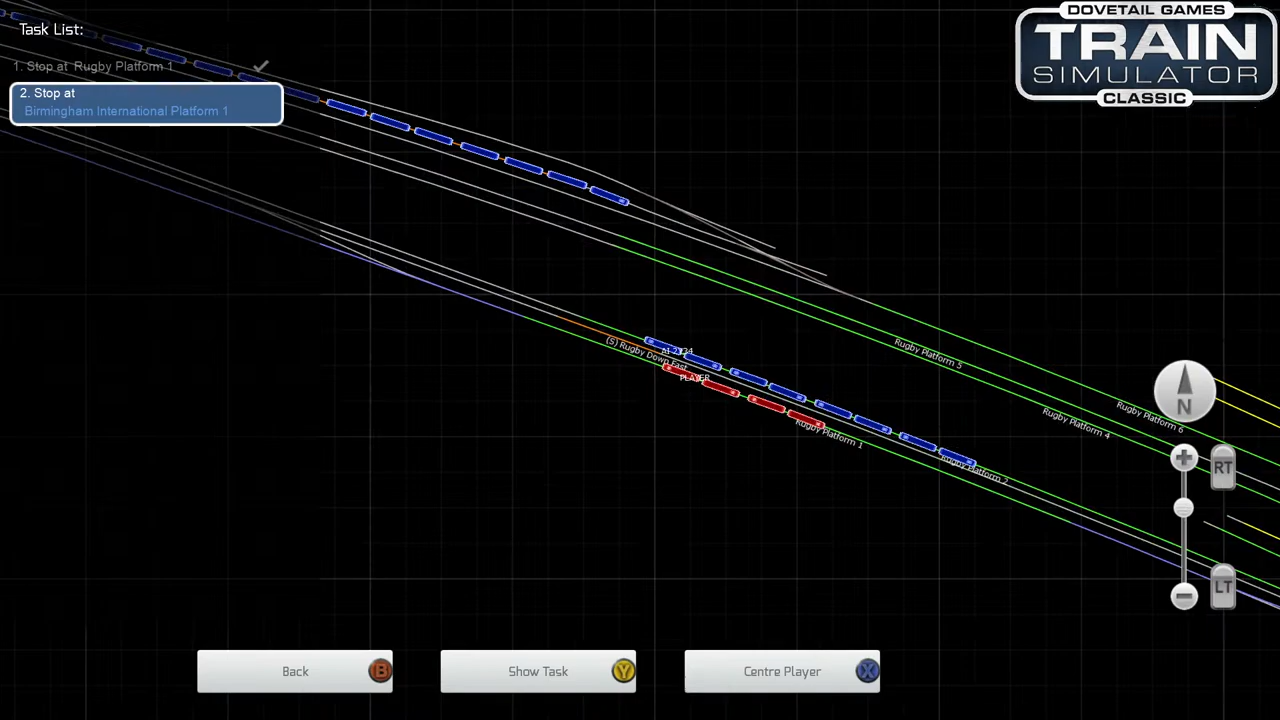 Task List:
1. Stop at Rugby Platform 1
2. Stop at
Birmingham International Platform 1
DOVETAIL GAMES
TRAIN
SIMULATOR
CLASSIC
(S) Rugby Down Fast
PLAYER
Rugby Platform 1
Rugby Platform 2
Rugby Platform 5
Rugby Platform 4
Rugby Platform 6
N
RT
LT
Back B
Show Task Y
Centre Player X